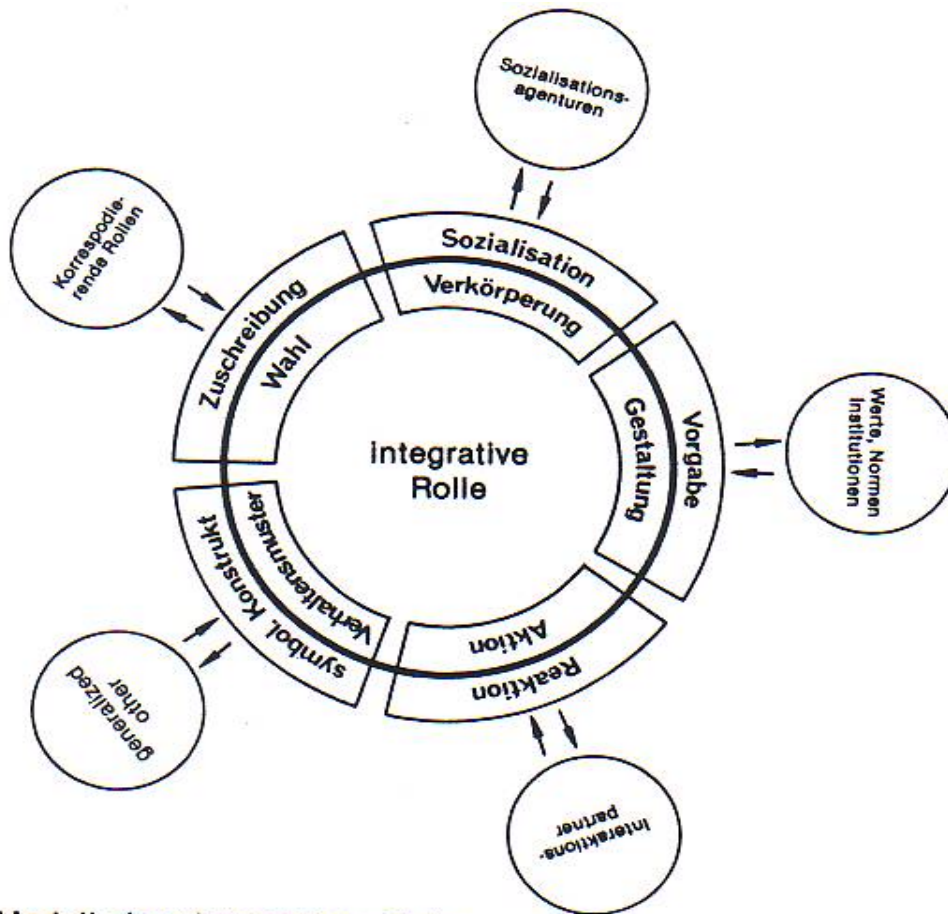 Sozialisations-
agenturen
Korrespodie-
rende Rollen
Sozialisation
Verkörperung
Zuschreibung
Wahl
Werte, Normen
Institutionen
Vorgabe
Gestaltung
integrative
Rolle
Verhaltensmuster
symbol. Konstrukt
Aktion
Reaktion
generalized
other
Interaktions-
partner